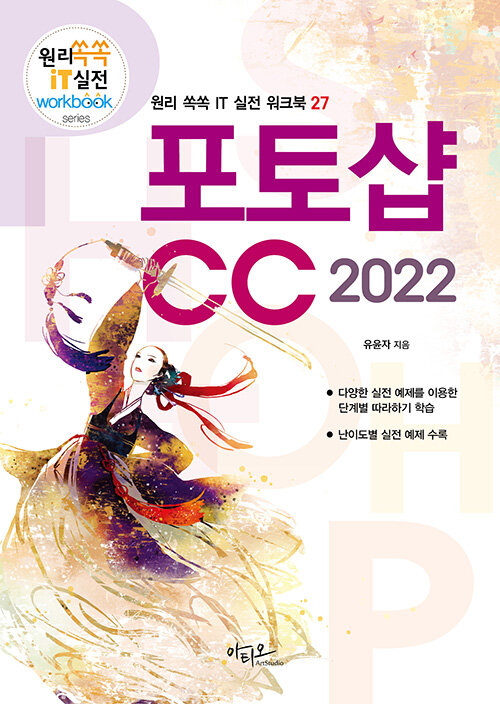 원리쏙쏙
iT실전
workbook
series
원리 쏙쏙 IT 실전 워크북 27
포토샵
CC 2022
유윤자 지음
● 다양한 실전 예제를 이용한
단계별 따라하기 학습
● 난이도별 실전 예제 수록
P
S
H
O
T
O
H
P
아티오
ArtStudio